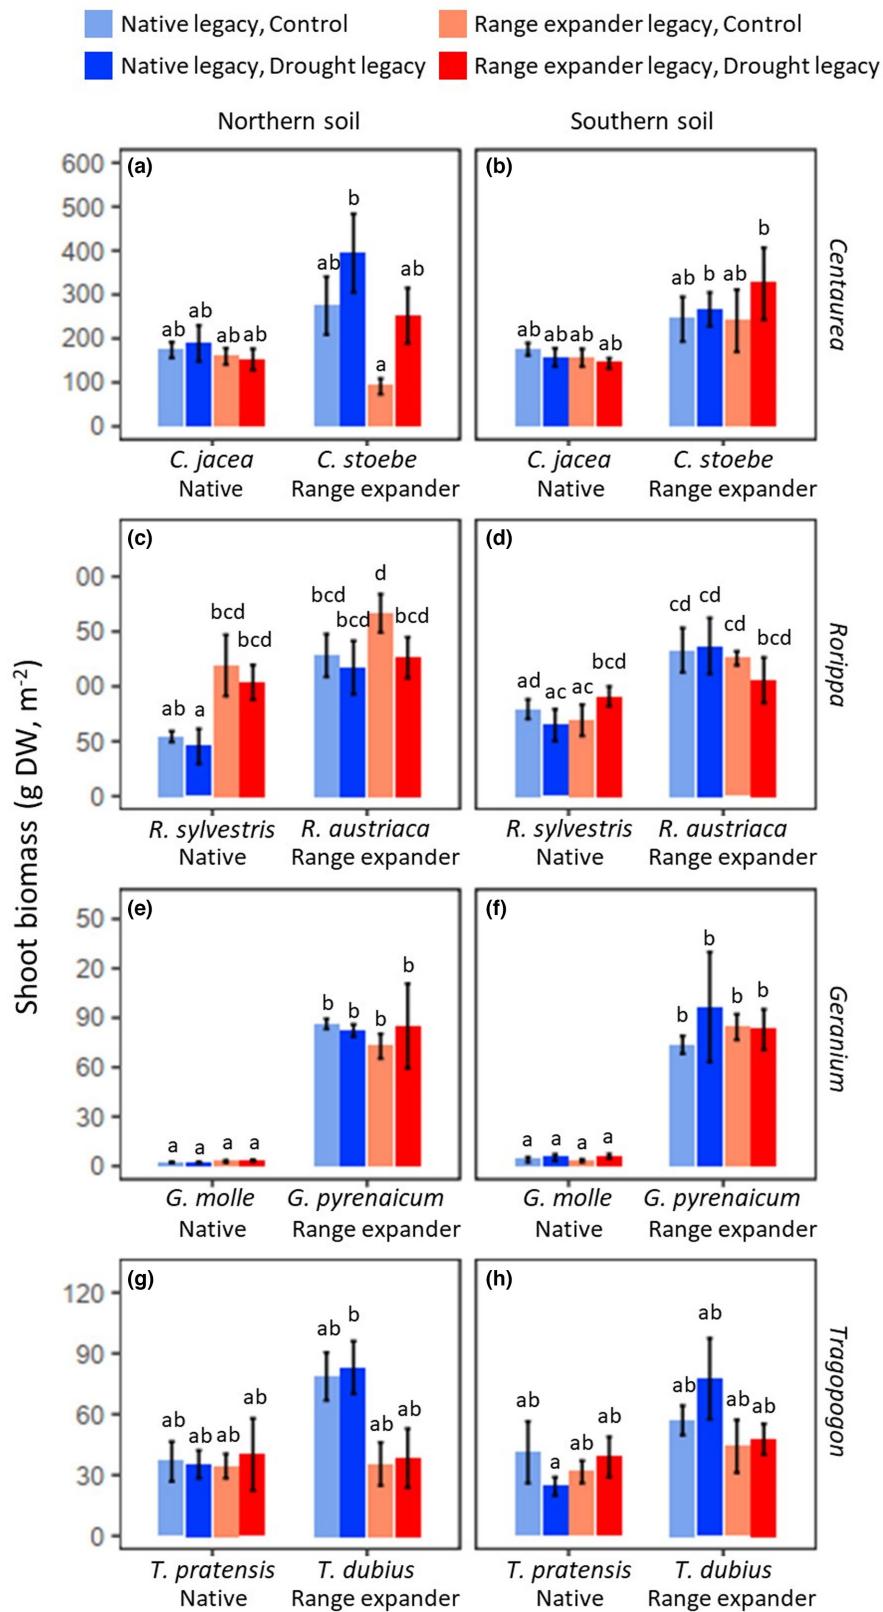 Native legacy, Control
Range expander legacy, Control
Native legacy, Drought legacy
Range expander legacy, Drought legacy
Northern soil
Southern soil
Shoot biomass (g DW, m-2)
(a)
600
500
400
300
200
100
0
ab
ab
ab
ab
ab
b
a
ab
C. jacea
Native
C. stoebe
Range expander
(b)
ab
ab
ab
ab
ab
b
ab
b
C. jacea
Native
C. stoebe
Range expander
Centaurea
(c)
00
50
00
50
0
ab
a
bcd
bcd
bcd
bcd
d
bcd
R. sylvestris
Native
R. austriaca
Range expander
(d)
ad
ac
ac
bcd
cd
cd
cd
bcd
R. sylvestris
Native
R. austriaca
Range expander
Rorippa
(e)
50
20
90
60
30
0
a
a
a
a
b
b
b
b
G. molle
Native
G. pyrenaicum
Range expander
(f)
a
a
a
a
b
b
b
b
G. molle
Native
G. pyrenaicum
Range expander
Geranium
(g)
120
90
60
30
0
ab
ab
ab
ab
ab
b
ab
ab
T. pratensis
Native
T. dubius
Range expander
(h)
ab
a
ab
ab
ab
ab
ab
ab
T. pratensis
Native
T. dubius
Range expander
Tragopogon